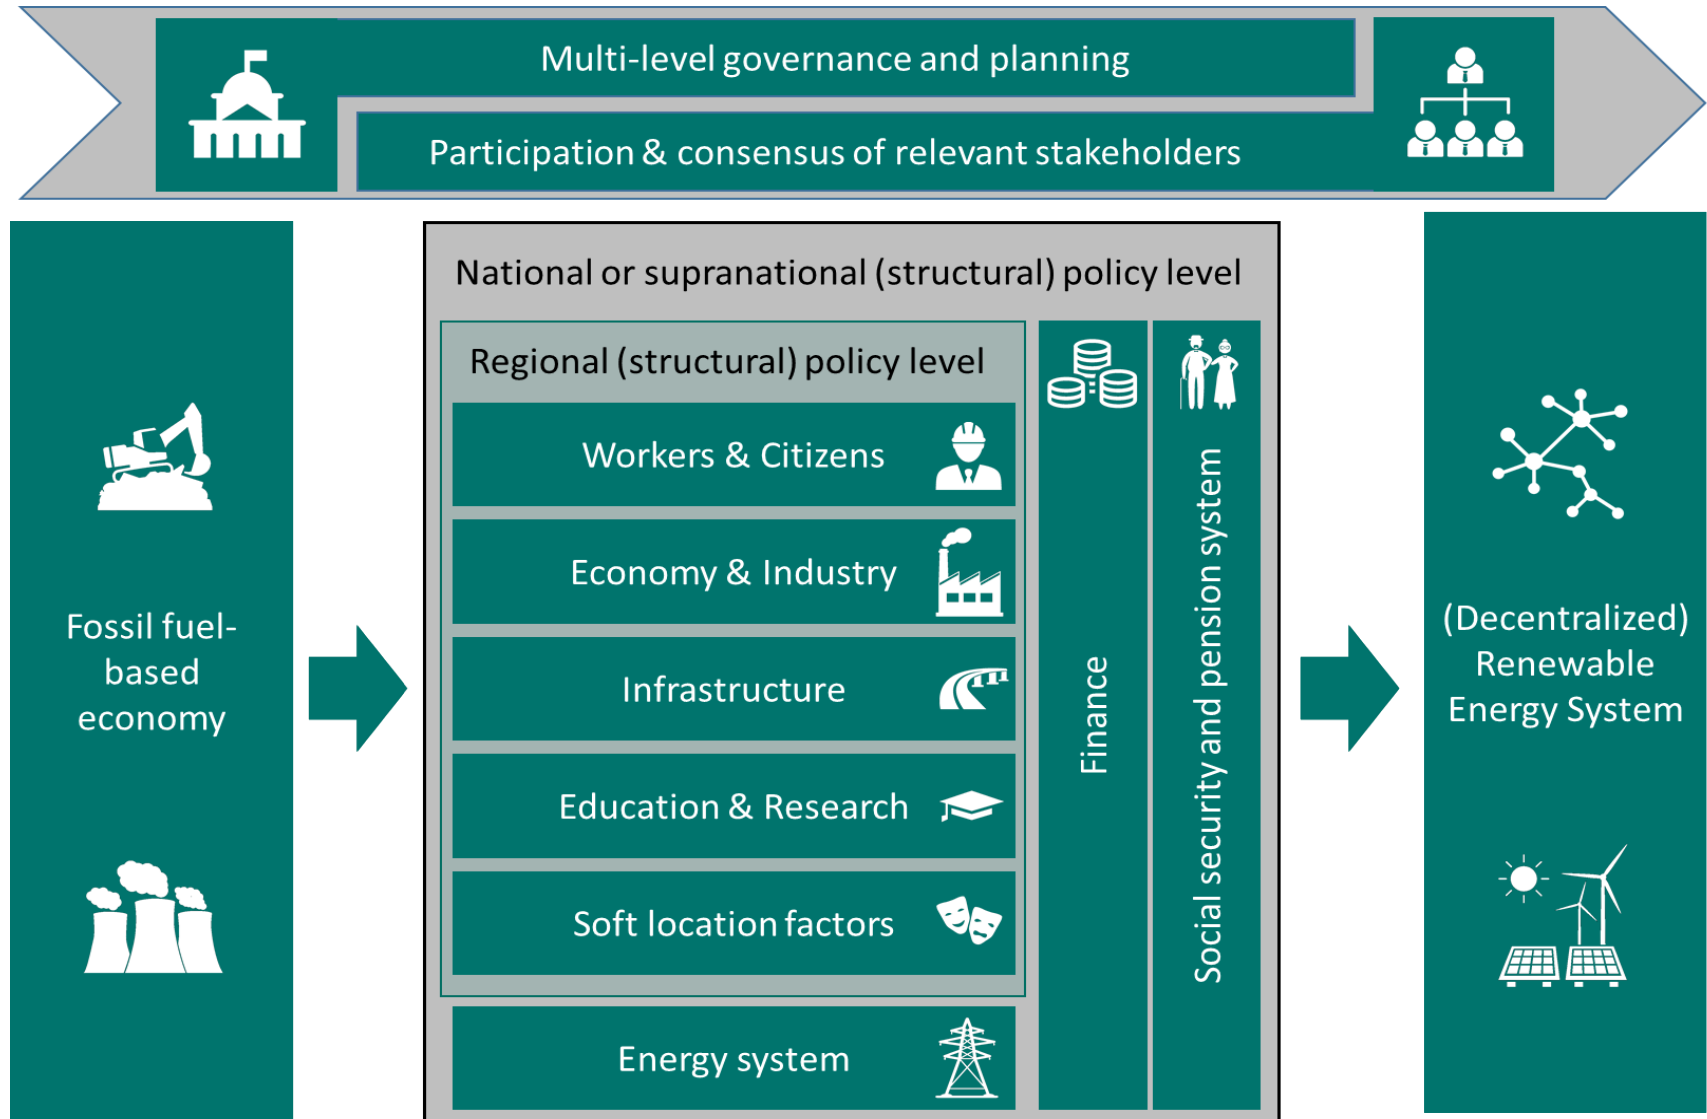 Multi-level governance and planning
Participation & consensus of relevant stakeholders
Fossil fuel-
based
economy
National or supranational (structural) policy level
Regional (structural) policy level
Workers & Citizens
Economy & Industry
Infrastructure
Education & Research
Soft location factors
Energy system
Finance
Social security and pension system
(Decentralized)
Renewable
Energy System